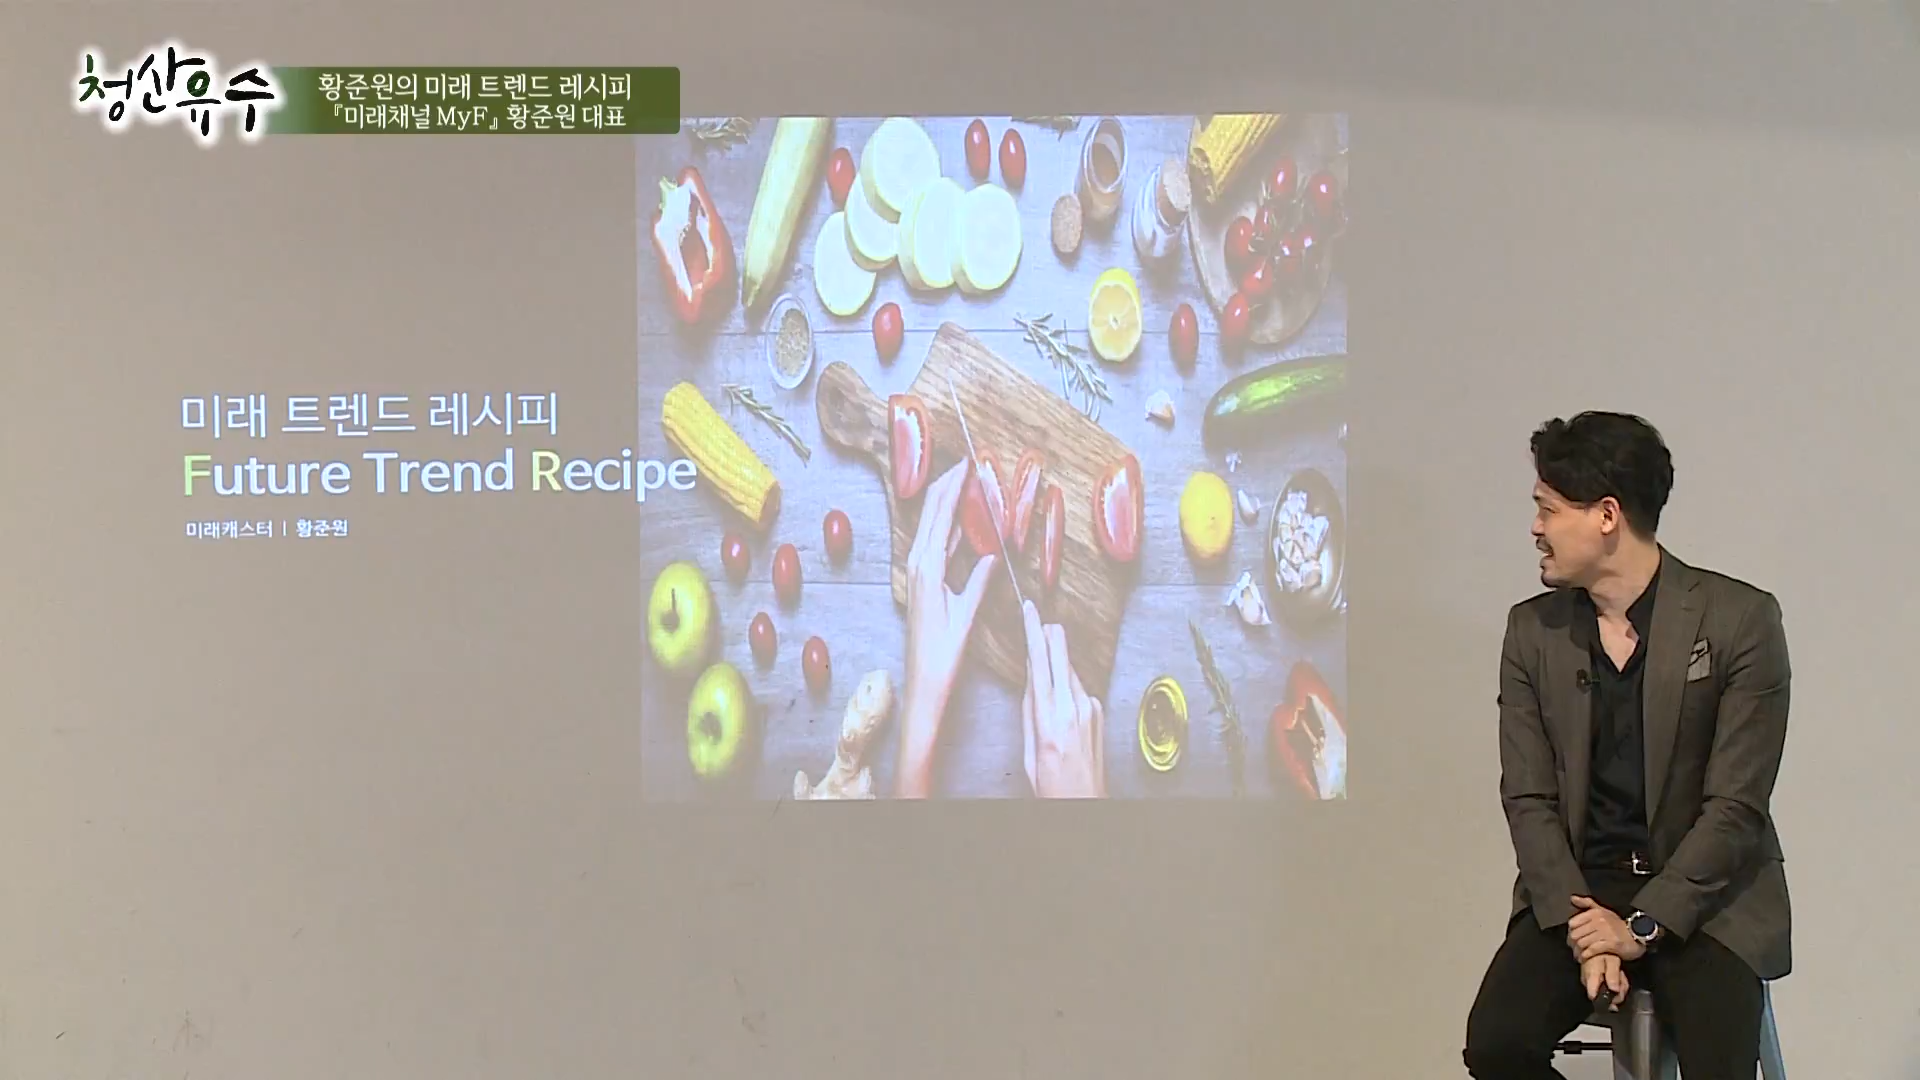 청산유수
황준원의 미래 트렌드 레시피
『미래채널 MyF』 황준원 대표
미래 트렌드 레시피
Future Trend Recipe
미래캐스터 | 황준원